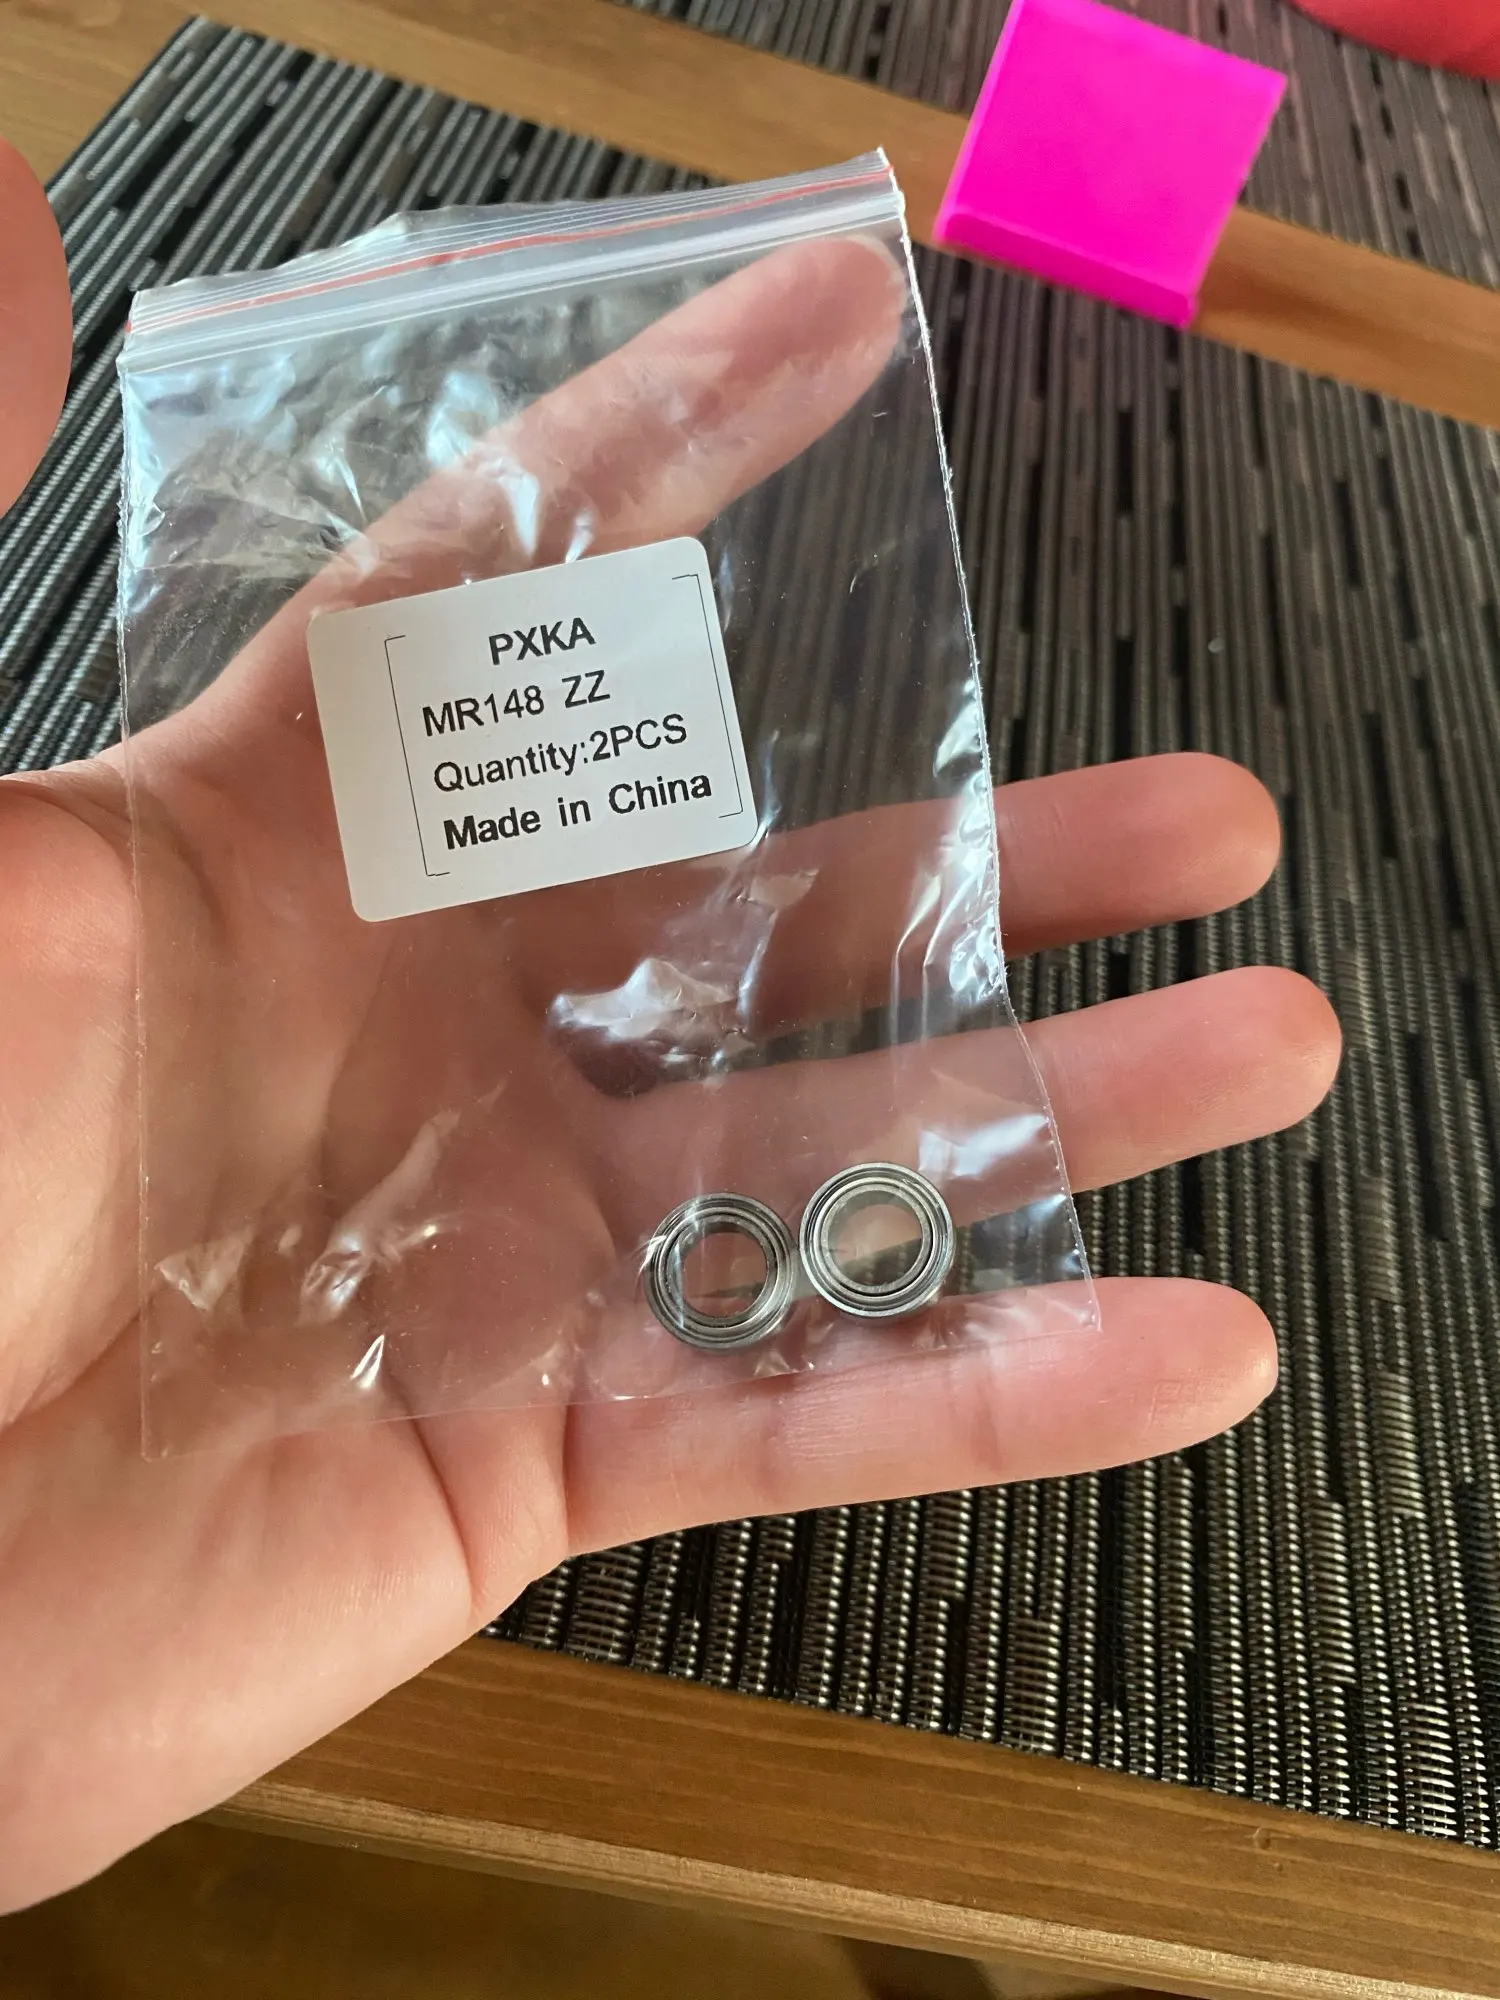 PXKA
MR148 ZZ
Quantity:2PCS
Made in China